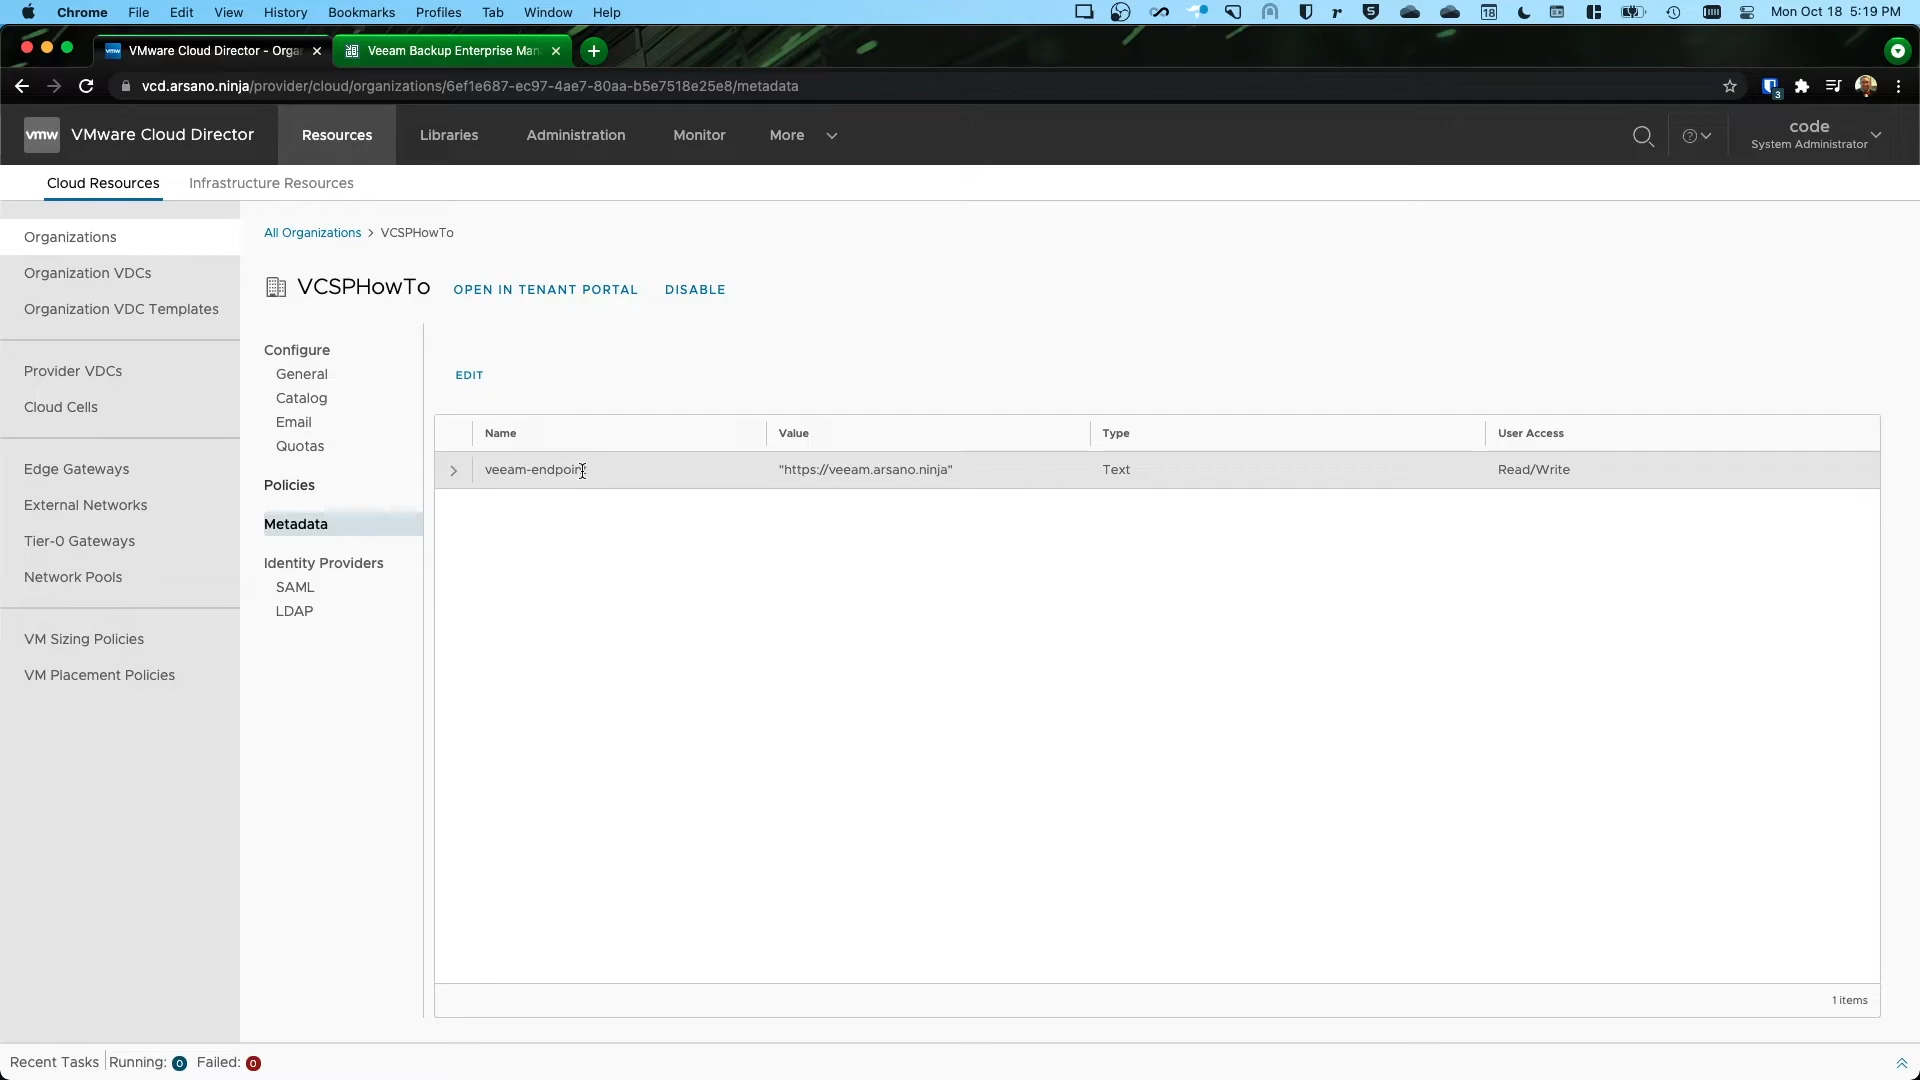 Chrome File Edit View History Bookmarks Profiles Tab Window Help
18 Mon Oct 18 5:19 PM
VMware Cloud Director - Orga
Veeam Backup Enterprise Man
vcd.arsano.ninja/provider/cloud/organizations/6ef1e687-ec97-4ae7-80aa-b5e7518e25e8/metadata
3
vmw VMware Cloud Director Resources Libraries Administration Monitor More
code
System Administrator
Cloud Resources Infrastructure Resources
Organizations
Organization VDCs
Organization VDC Templates
Provider VDCs
Cloud Cells
Edge Gateways
External Networks
Tier-0 Gateways
Network Pools
VM Sizing Policies
VM Placement Policies
All Organizations > VCSPHowTo
VCSPHowTo OPEN IN TENANT PORTAL DISABLE
Configure
General
Catalog
Email
Quotas
Policies
Metadata
Identity Providers
SAML
LDAP
EDIT
Name Value Type User Access
veeam-endpoint "https://veeam.arsano.ninja" Text Read/Write
1 items
Recent Tasks Running: 0 Failed: 0